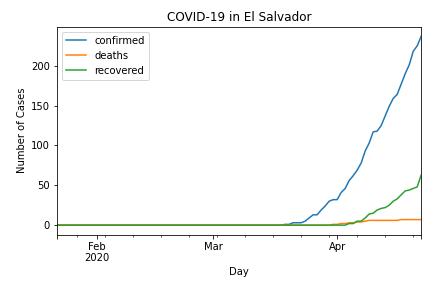 COVID-19 in El Salvador
confirmed
deaths
recovered
Number of Cases
200
150
100
50
0
Feb
2020
Mar
Apr
Day